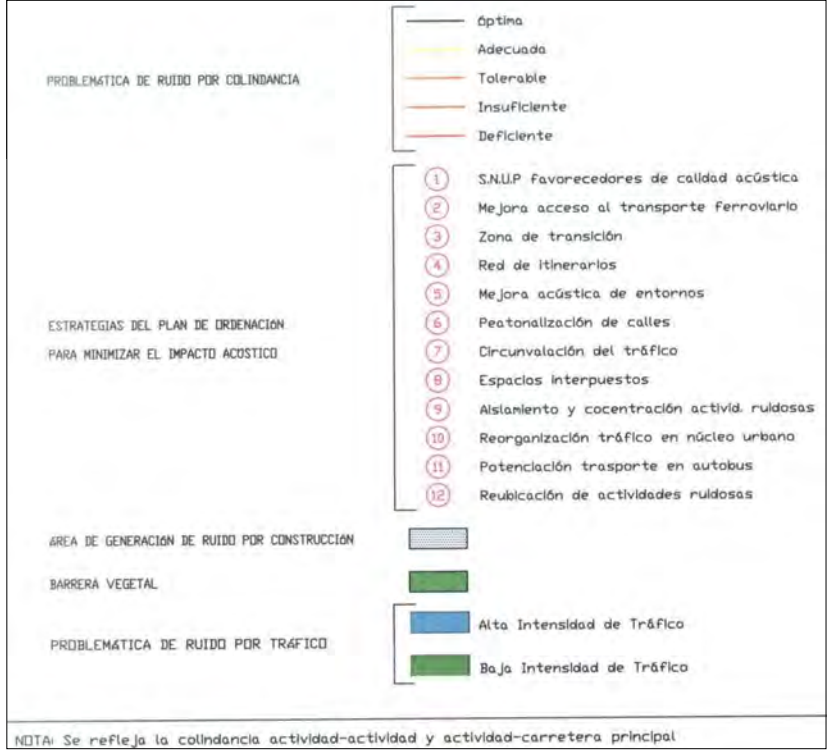 PROBLEMÁTICA DE RUIDO POR COLINDANCIA
Óptima
Adecuada
Tolerable
Insuficiente
Deficiente
ESTRATEGIAS DEL PLAN DE ORDENACIÓN
PARA MINIMIZAR EL IMPACTO ACÚSTICO
1 S.N.U.P favorecedores de calidad acústica
2 Mejora acceso al transporte ferroviario
3 Zona de transición
4 Red de itinerarios
5 Mejora acústica de entornos
6 Peatonalización de calles
7 Circunvalación del tráfico
8 Espacios interpuestos
9 Aislamiento y cocentración activid. ruidosas
10 Reorganización tráfico en núcleo urbano
11 Potenciación trasporte en autobus
12 Reubicación de actividades ruidosas
ÁREA DE GENERACIÓN DE RUIDO POR CONSTRUCCIÓN
BARRERA VEGETAL
PROBLEMÁTICA DE RUIDO POR TRÁFICO
Alta Intensidad de Tráfico
Baja Intensidad de Tráfico
NOTA: Se refleja la colindancia actividad-actividad y actividad-carretera principal